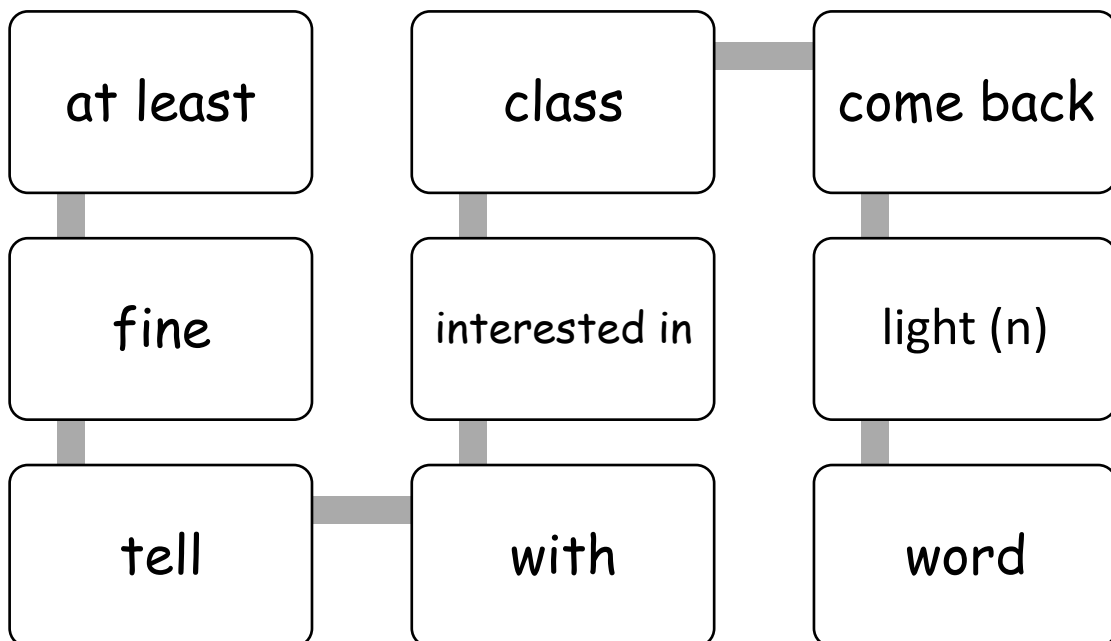 at least
class
come back
fine
interested in
light (n)
tell
with
word